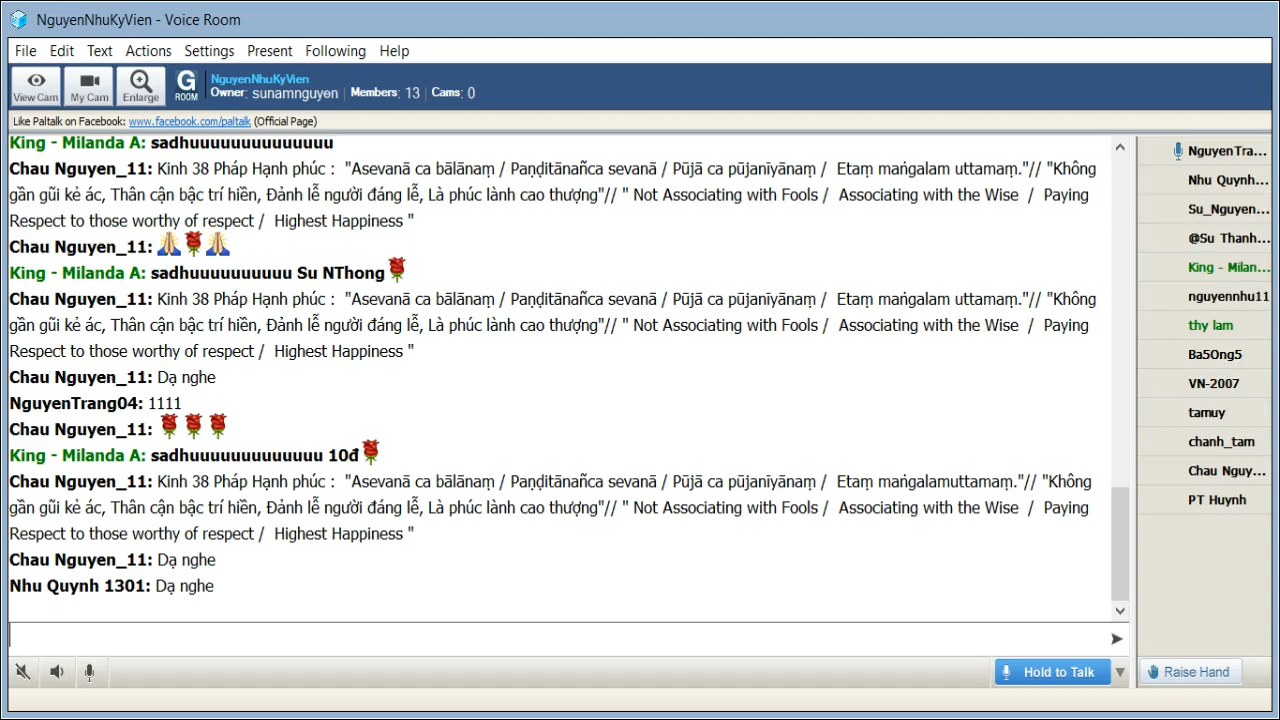 NguyenNhuKyVien - Voice Room
File Edit Text Actions Settings Present Following Help
View Cam My Cam Enlarge G ROOM NguyenNhuKyVien
Owner: sunamnguyen Members: 13 Cams: 0
Like Paltalk on Facebook: www.facebook.com/paltalk (Official Page)
King - Milanda A: sadhuuuuuuuuuuuuuu
Chau Nguyen_11: Kinh 38 Pháp Hạnh phúc : "Asevanā ca bālānaṃ / Paṇḍitānañca sevanā / Pūjā ca pūjanīyānaṃ / Etaṃ maṅgalam uttamaṃ."// "Không
gần gũi kẻ ác, Thân cận bậc trí hiền, Đảnh lễ người đáng lễ, Là phúc lành cao thượng"// " Not Associating with Fools / Associating with the Wise / Paying
Respect to those worthy of respect / Highest Happiness "
Chau Nguyen_11:
King - Milanda A: sadhuuuuuuuuuuu Su NThong
Chau Nguyen_11: Kinh 38 Pháp Hạnh phúc : "Asevanā ca bālānaṃ / Paṇḍitānañca sevanā / Pūjā ca pūjanīyānaṃ / Etaṃ maṅgalam uttamaṃ."// "Không
gần gũi kẻ ác, Thân cận bậc trí hiền, Đảnh lễ người đáng lễ, Là phúc lành cao thượng"// " Not Associating with Fools / Associating with the Wise / Paying
Respect to those worthy of respect / Highest Happiness "
Chau Nguyen_11: Dạ nghe
NguyenTrang04: 1111
Chau Nguyen_11:
King - Milanda A: sadhuuuuuuuuuuuuu 10đ
Chau Nguyen_11: Kinh 38 Pháp Hạnh phúc : "Asevanā ca bālānaṃ / Paṇḍitānañca sevanā / Pūjā ca pūjanīyānaṃ / Etaṃ maṅgalamuttamaṃ."// "Không
gần gũi kẻ ác, Thân cận bậc trí hiền, Đảnh lễ người đáng lễ, Là phúc lành cao thượng"// " Not Associating with Fools / Associating with the Wise / Paying
Respect to those worthy of respect / Highest Happiness "
Chau Nguyen_11: Dạ nghe
Nhu Quynh 1301: Dạ nghe
NguyenTra...
Nhu Quynh...
Su_Nguyen...
@Su Thanh...
King - Milan...
nguyennhu11
thy lam
Ba5Ong5
VN-2007
tamuy
chanh_tam
Chau Nguy...
PT Huynh
Hold to Talk
Raise Hand